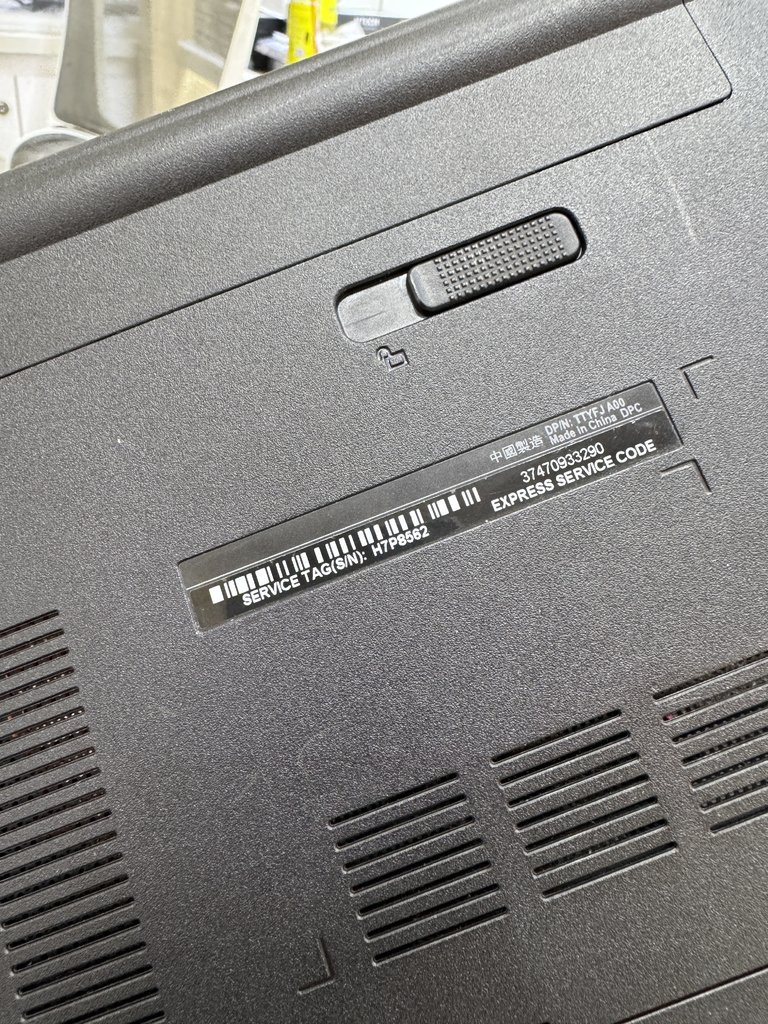 中國製造 DP/N: TTYFJ A00
Made in China DPC
37470933290
EXPRESS SERVICE CODE
SERVICE TAG(S/N): H7P8562